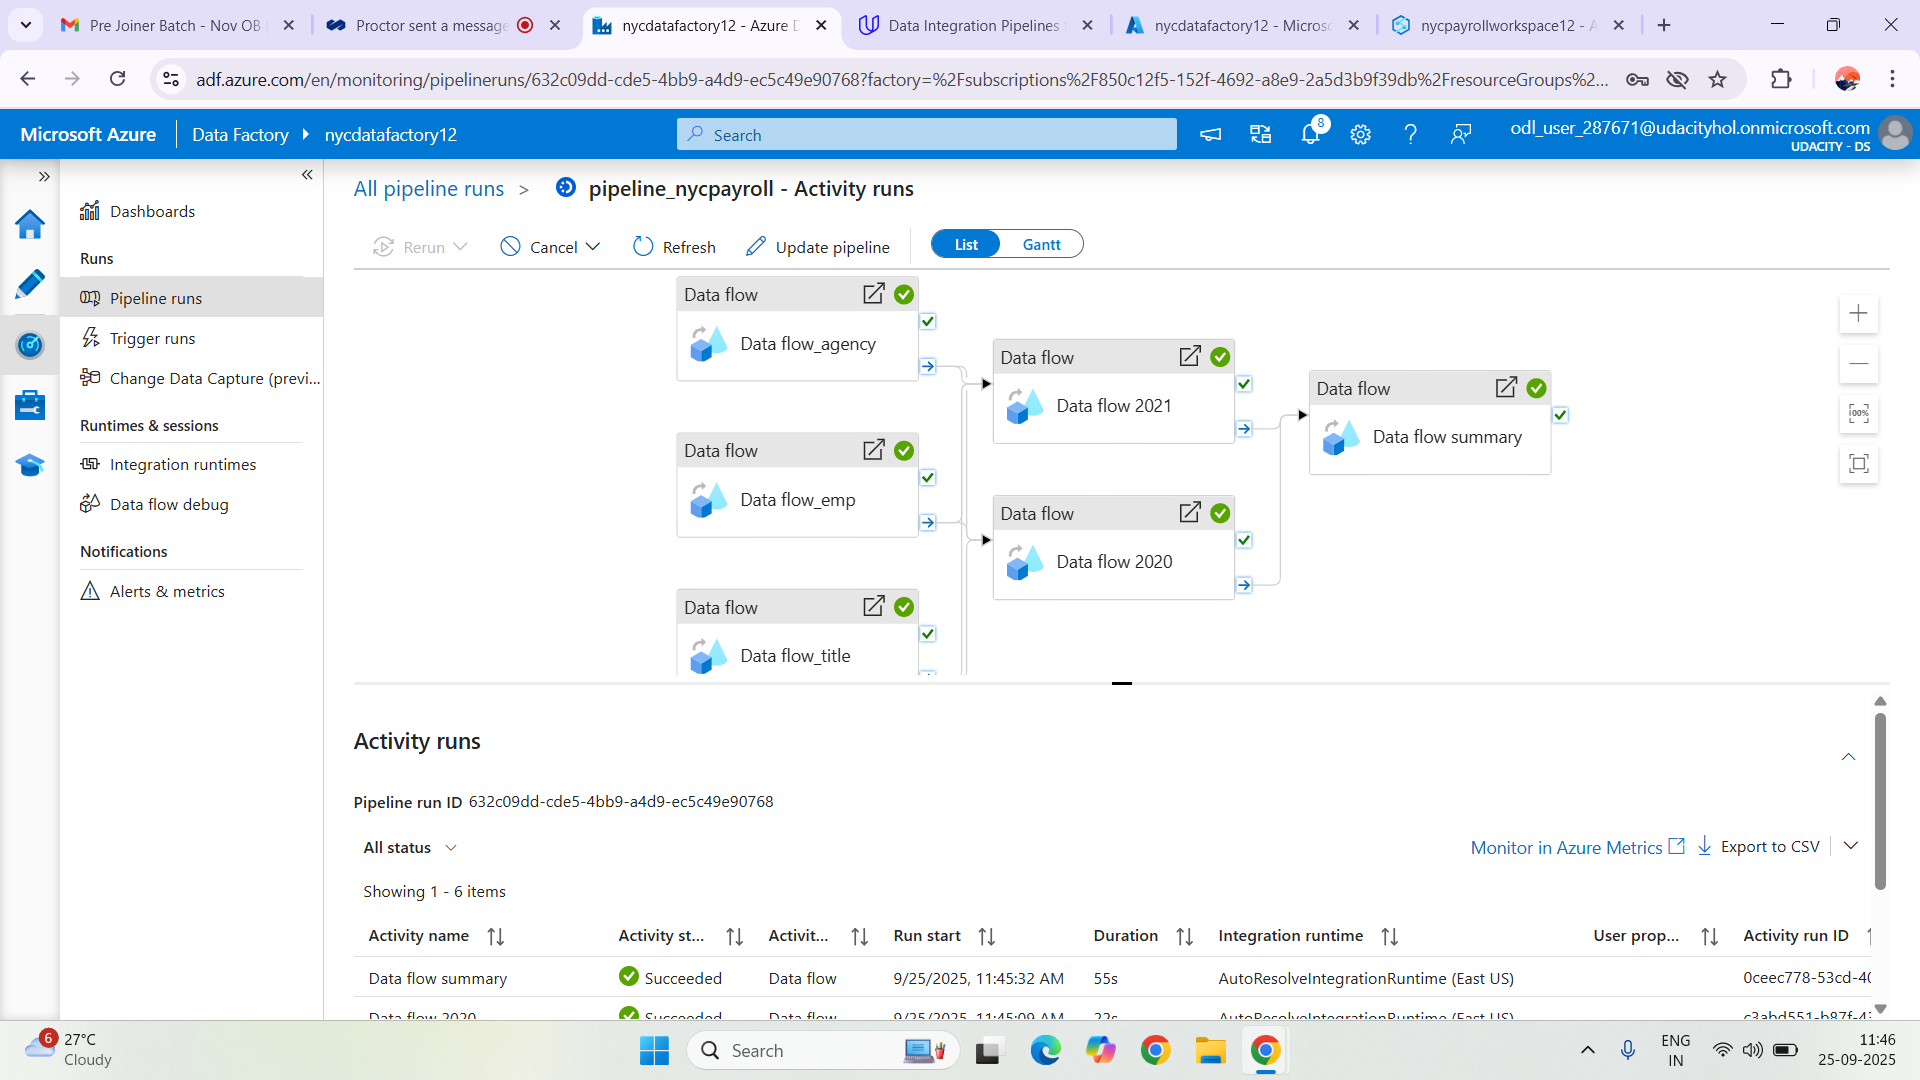 Pre Joiner Batch - Nov OB
Proctor sent a message
nycdatafactory12 - Azure D
Data Integration Pipelines f
nycdatafactory12 - Micros
nycpayrollworkspace12 - A
adf.azure.com/en/monitoring/pipelineruns/632c09dd-cde5-4bb9-a4d9-ec5c49e90768?factory=%2Fsubscriptions%2F850c12f5-152f-4692-a8e9-2a5d3b9f39db%2FresourceGroups%2...
Microsoft Azure
Data Factory
nycdatafactory12
Search
8
odl_user_287671@udacityhol.onmicrosoft.com
UDACITY - DS
Dashboards
Runs
Pipeline runs
Trigger runs
Change Data Capture (previ...
Runtimes & sessions
Integration runtimes
Data flow debug
Notifications
Alerts & metrics
All pipeline runs > pipeline_nycpayroll - Activity runs
Rerun
Cancel
Refresh
Update pipeline
List
Gantt
Data flow
Data flow_agency
Data flow
Data flow_emp
Data flow
Data flow_title
Data flow
Data flow 2021
Data flow
Data flow 2020
Data flow
Data flow summary
100%
Activity runs
Pipeline run ID 632c09dd-cde5-4bb9-a4d9-ec5c49e90768
All status
Monitor in Azure Metrics
Export to CSV
Showing 1 - 6 items
Activity name Activity st... Activit... Run start Duration Integration runtime User prop... Activity run ID
Data flow summary Succeeded Data flow 9/25/2025, 11:45:32 AM 55s AutoResolveIntegrationRuntime (East US) 0ceec778-53cd-40
Data flow 2020 Succeeded Data flow 9/25/2025, 11:45:09 AM 22s AutoResolveIntegrationRuntime (East US)
6
27°C
Cloudy
Search
ENG
IN
11:46
25-09-2025